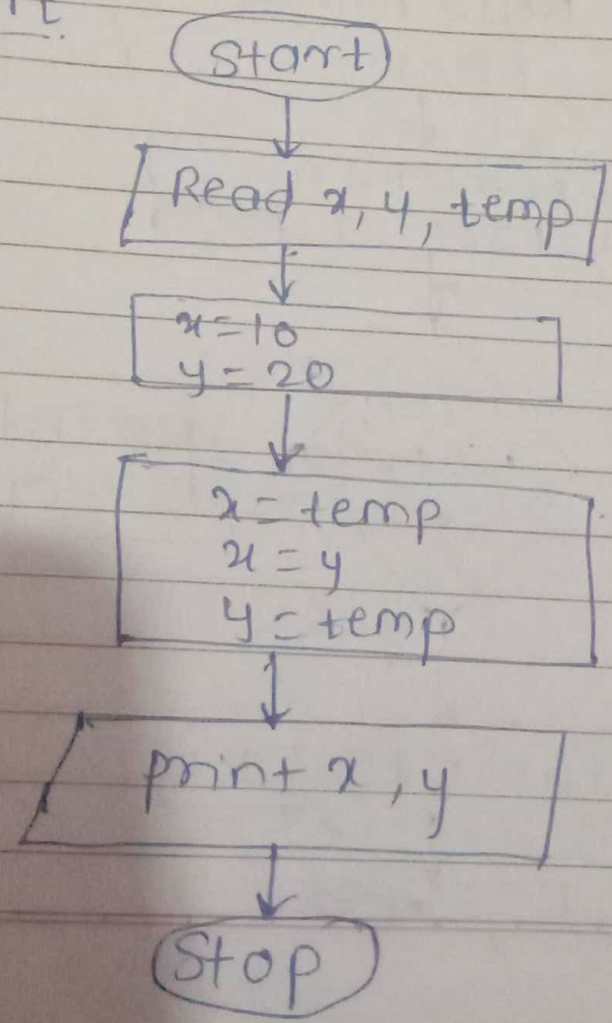 Start
Read x, y, temp
x=10
y=20
x=temp
x=y
y=temp
print x, y
Stop